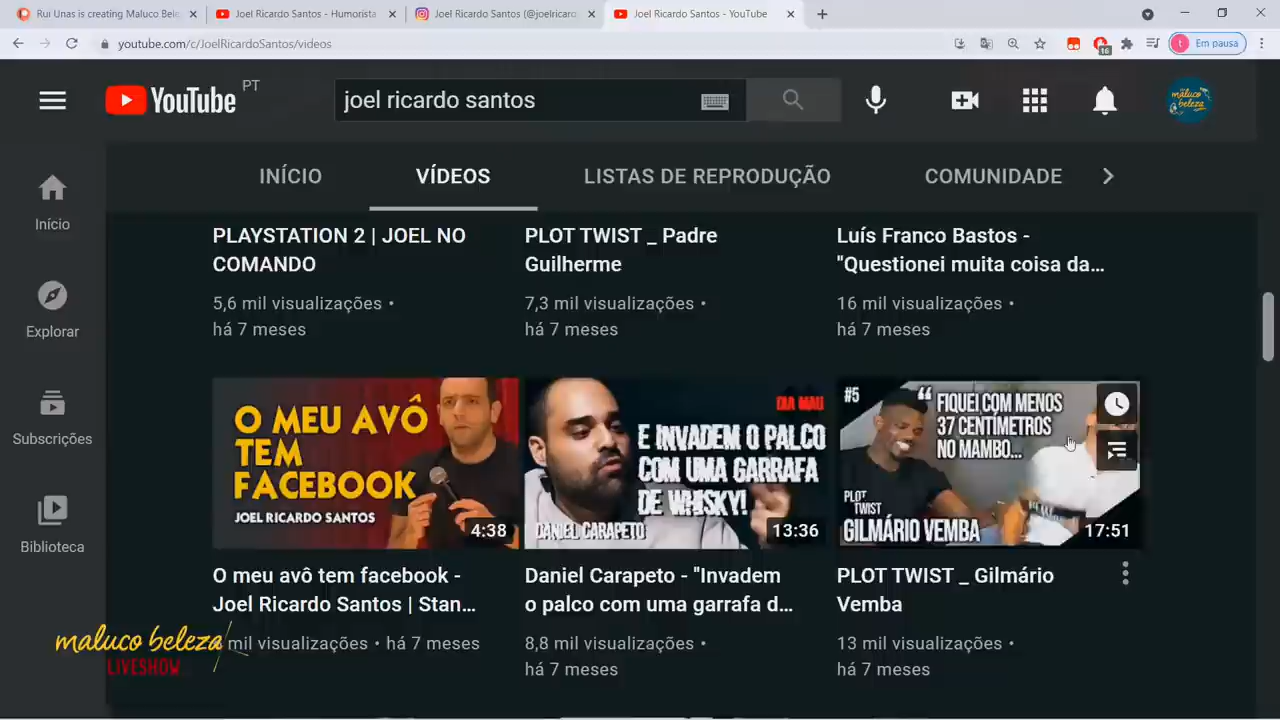 Rui Unas is creating Maluco Bele
Joel Ricardo Santos - Humorista
Joel Ricardo Santos (@joelricaro
Joel Ricardo Santos - YouTube
youtube.com/c/JoelRicardoSantos/videos
16
t
Em pausa
YouTube
PT
joel ricardo santos
maluco
beleza
INÍCIO
VÍDEOS
LISTAS DE REPRODUÇÃO
COMUNIDADE
Início
Explorar
Subscrições
Biblioteca
PLAYSTATION 2 | JOEL NO
COMANDO
5,6 mil visualizações •
há 7 meses
PLOT TWIST _ Padre
Guilherme
7,3 mil visualizações •
há 7 meses
Luís Franco Bastos -
"Questionei muita coisa da...
16 mil visualizações •
há 7 meses
O MEU AVÔ
TEM
FACEBOOK
JOEL RICARDO SANTOS
4:38
O meu avô tem facebook -
Joel Ricardo Santos | Stan...
mil visualizações • há 7 meses
DIA MAU
E INVADEM O PALCO
COM UMA GARRAFA
DE WHISKY!
DANIEL CARAPETO
13:36
Daniel Carapeto - "Invadem
o palco com uma garrafa d...
8,8 mil visualizações •
há 7 meses
#5
“ FIQUEI COM MENOS
37 CENTÍMETROS
NO MAMBO...
PLOT
TWIST
GILMÁRIO VEMBA
17:51
PLOT TWIST _ Gilmário
Vemba
13 mil visualizações •
há 7 meses
maluco beleza
LIVESHOW